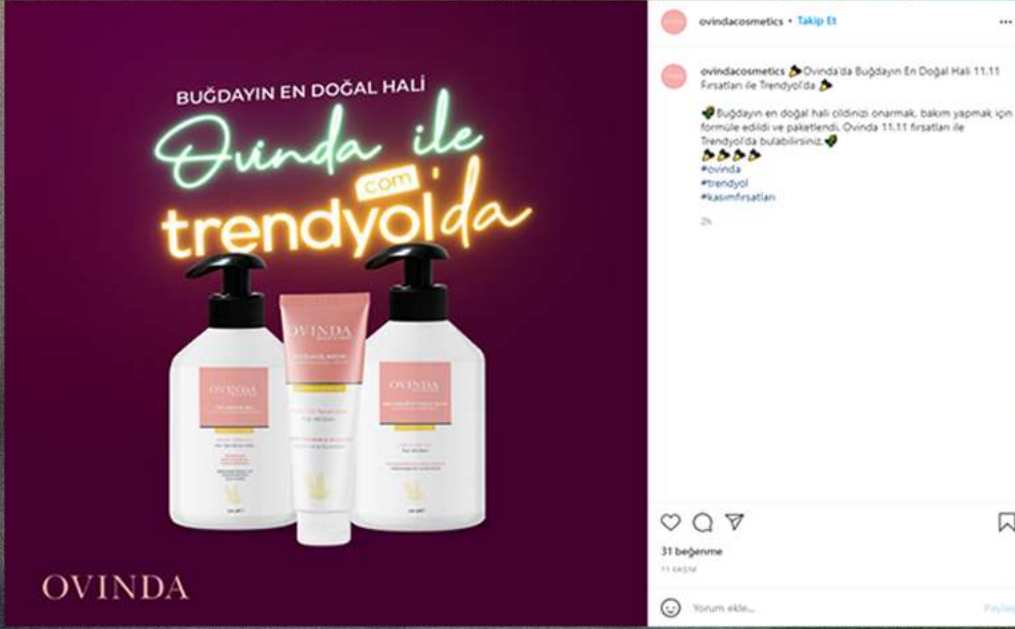 BUĞDAYIN EN DOĞAL HALİ
Ovinda ile
com
trendyol'da
OVINDA
OVINDA
OVINDA
OVINDA
ovindacosmetics • Takip Et
ovindacosmetics Ovinda'da Buğdayın En Doğal Hali 11.11
Fırsatları ile Trendyol'da
Buğdayın en doğal hali cildinizi onarmak, bakım yapmak için
formüle edildi ve paketlendi. Ovinda 11.11 fırsatları ile
Trendyol'da bulabilirsiniz.
#ovinda
#trendyol
#kasımfırsatları
31 beğenme
11 KASIM
Yorum ekle...
Paylaş